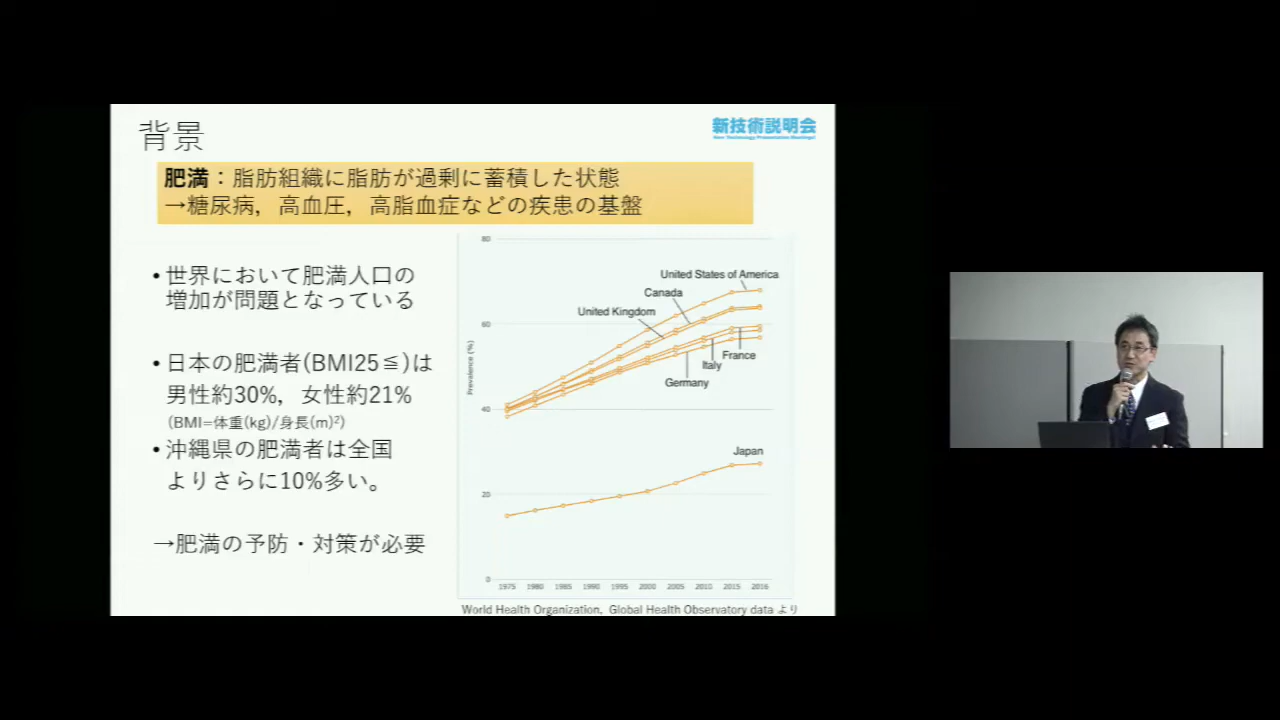 背景
新技術説明会
New Technology Presentation Meetings!
肥満：脂肪組織に脂肪が過剰に蓄積した状態
→糖尿病，高血圧，高脂血症などの疾患の基盤
•世界において肥満人口の
増加が問題となっている
•日本の肥満者(BMI25≦)は
男性約30%，女性約21%
(BMI=体重(kg)/身長(m)²)
•沖縄県の肥満者は全国
よりさらに10%多い。
→肥満の予防・対策が必要
80
60
40
20
0
Prevalence (%)
United States of America
Canada
United Kingdom
France
Italy
Germany
Japan
1975 1980 1985 1990 1995 2000 2005 2010 2015 2016
World Health Organization, Global Health Observatory data より